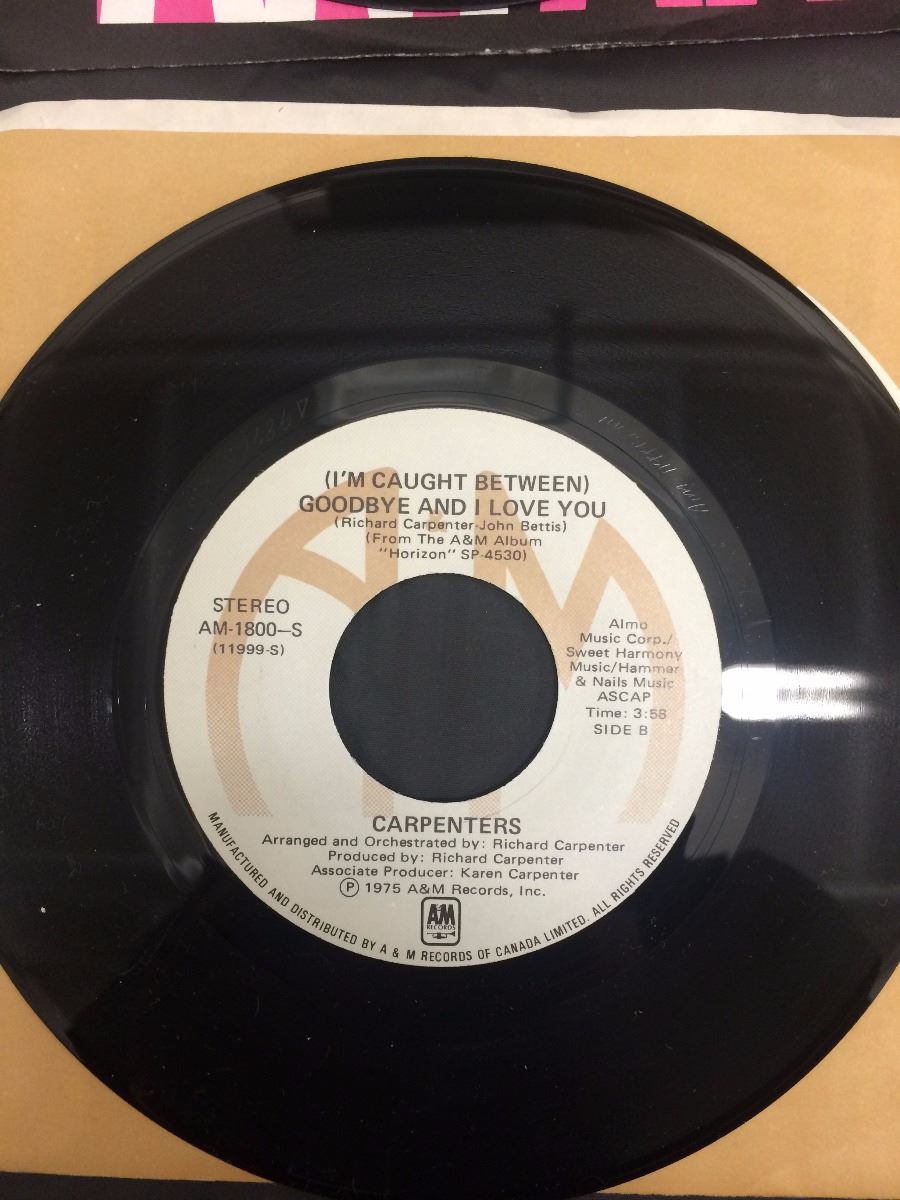 (I'M CAUGHT BETWEEN)
GOODBYE AND I LOVE YOU
(Richard Carpenter-John Bettis)
(From The A&M Album
"Horizon" SP-4530)
STEREO
AM-1800—S
(11999-S)
Almo
Music Corp./
Sweet Harmony
Music/Hammer
& Nails Music
ASCAP
Time: 3:58
SIDE B
CARPENTERS
Arranged and Orchestrated by: Richard Carpenter
Produced by: Richard Carpenter
Associate Producer: Karen Carpenter
Ⓟ 1975 A&M Records, Inc.
A&M
RECORDS
MANUFACTURED AND DISTRIBUTED BY A & M RECORDS OF CANADA LIMITED. ALL RIGHTS RESERVED